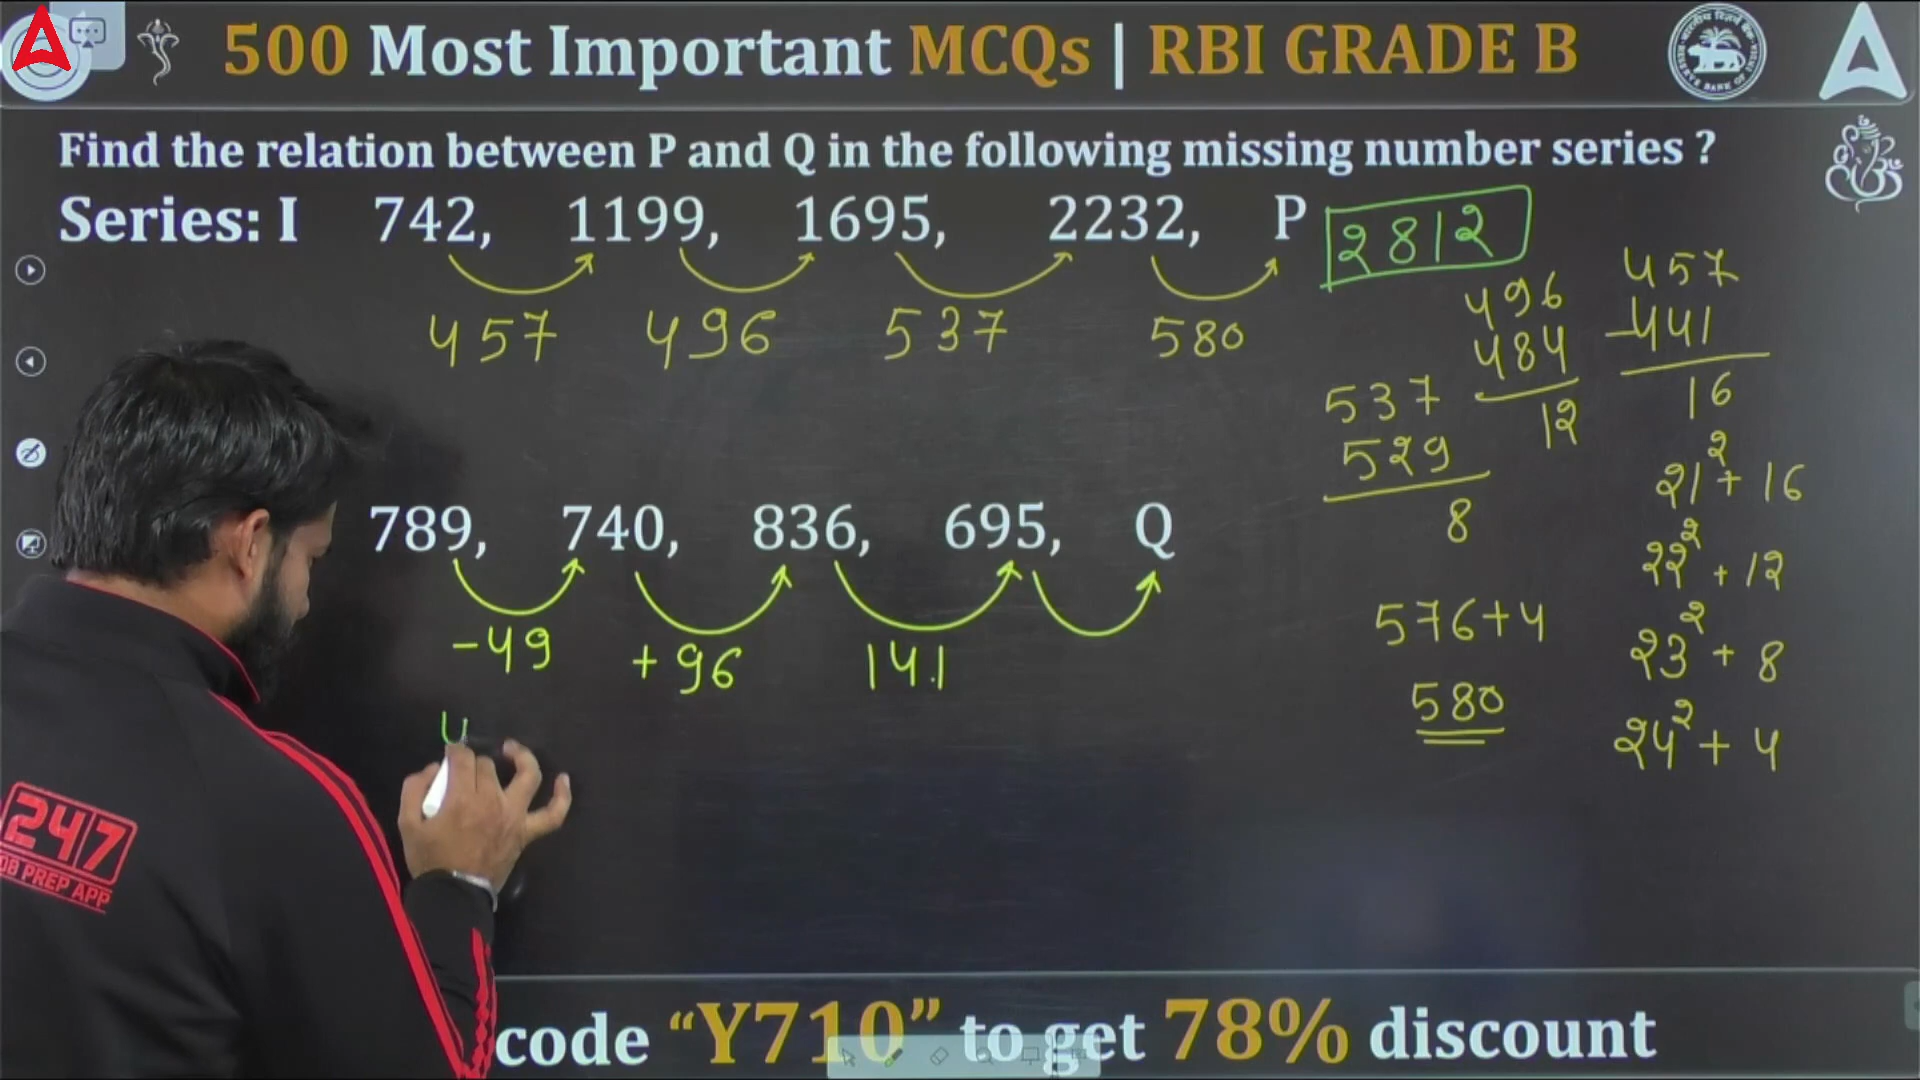 500 Most Important MCQs | RBI GRADE B
Find the relation between P and Q in the following missing number series ?
Series: I 742, 1199, 1695, 2232, P 2812
457 496 537 580
457
-441
16
496
484
12
537
529
8
576+4
580
21²+16
22²+12
23²+8
24²+4
789, 740, 836, 695, Q
-49 +96 141
4
247
JOB PREP APP
code “Y710” to get 78% discount